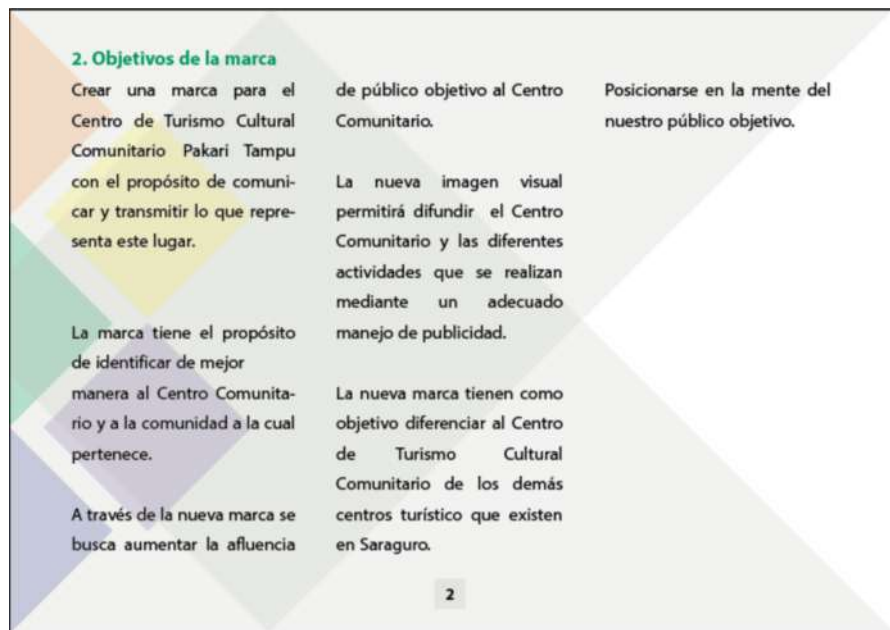 2. Objetivos de la marca
Crear una marca para el
Centro de Turismo Cultural
Comunitario Pakari Tampu
con el propósito de comuni-
car y transmitir lo que repre-
senta este lugar.
La marca tiene el propósito
de identificar de mejor
manera al Centro Comunita-
rio y a la comunidad a la cual
pertenece.
A través de la nueva marca se
busca aumentar la afluencia
de público objetivo al Centro
Comunitario.
La nueva imagen visual
permitirá difundir el Centro
Comunitario y las diferentes
actividades que se realizan
mediante un adecuado
manejo de publicidad.
La nueva marca tienen como
objetivo diferenciar al Centro
de Turismo Cultural
Comunitario de los demás
centros turístico que existen
en Saraguro.
Posicionarse en la mente del
nuestro público objetivo.
2